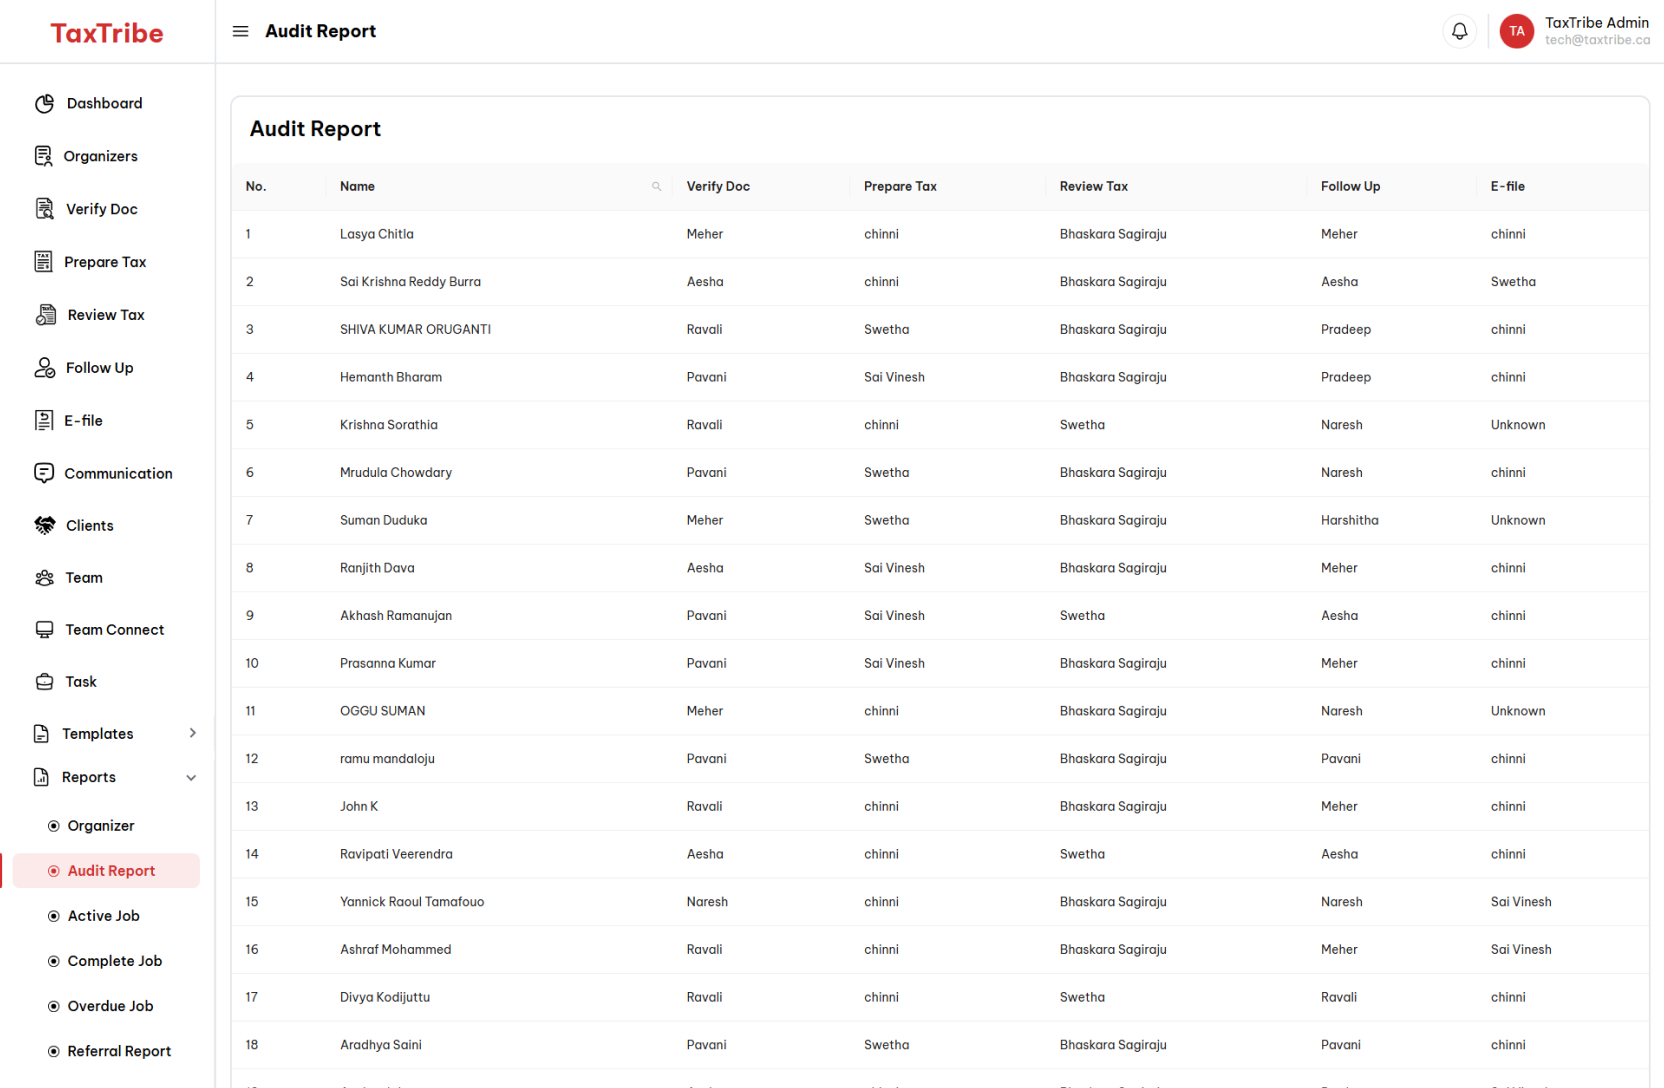 TaxTribe
Audit Report
TA
TaxTribe Admin
tech@taxtribe.ca
Dashboard
Organizers
Verify Doc
Prepare Tax
Review Tax
Follow Up
E-file
Communication
Clients
Team
Team Connect
Task
Templates
Reports
Organizer
Audit Report
Active Job
Complete Job
Overdue Job
Referral Report
Audit Report
No. Name Verify Doc Prepare Tax Review Tax Follow Up E-file
1 Lasya Chitla Meher chinni Bhaskara Sagiraju Meher chinni
2 Sai Krishna Reddy Burra Aesha chinni Bhaskara Sagiraju Aesha Swetha
3 SHIVA KUMAR ORUGANTI Ravali Swetha Bhaskara Sagiraju Pradeep chinni
4 Hemanth Bharam Pavani Sai Vinesh Bhaskara Sagiraju Pradeep chinni
5 Krishna Sorathia Ravali chinni Swetha Naresh Unknown
6 Mrudula Chowdary Pavani Swetha Bhaskara Sagiraju Naresh chinni
7 Suman Duduka Meher Swetha Bhaskara Sagiraju Harshitha Unknown
8 Ranjith Dava Aesha Sai Vinesh Bhaskara Sagiraju Meher chinni
9 Akhash Ramanujan Pavani Sai Vinesh Swetha Aesha chinni
10 Prasanna Kumar Pavani Sai Vinesh Bhaskara Sagiraju Meher chinni
11 OGGU SUMAN Meher chinni Bhaskara Sagiraju Naresh Unknown
12 ramu mandaloju Pavani Swetha Bhaskara Sagiraju Pavani chinni
13 John K Ravali chinni Bhaskara Sagiraju Meher chinni
14 Ravipati Veerendra Aesha chinni Swetha Aesha chinni
15 Yannick Raoul Tamafouo Naresh chinni Bhaskara Sagiraju Naresh Sai Vinesh
16 Ashraf Mohammed Ravali chinni Bhaskara Sagiraju Meher Sai Vinesh
17 Divya Kodijuttu Ravali chinni Swetha Ravali chinni
18 Aradhya Saini Pavani Swetha Bhaskara Sagiraju Pavani chinni